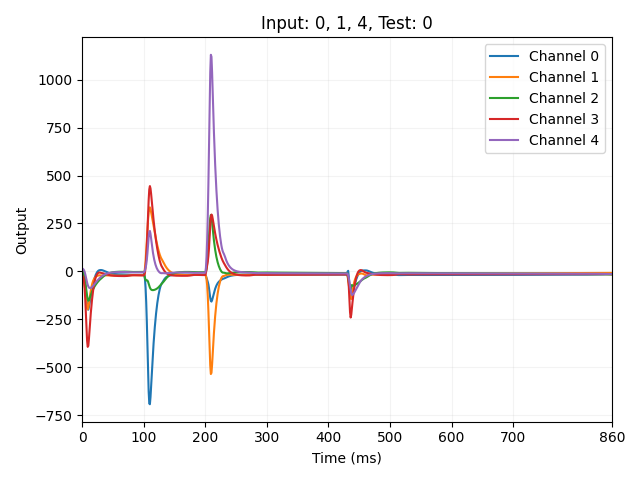 Input: 0, 1, 4, Test: 0
Channel 0
Channel 1
Channel 2
Channel 3
Channel 4
1000
750
500
250
0
−250
−500
−750
Output
0 100 200 300 400 500 600 700 860
Time (ms)